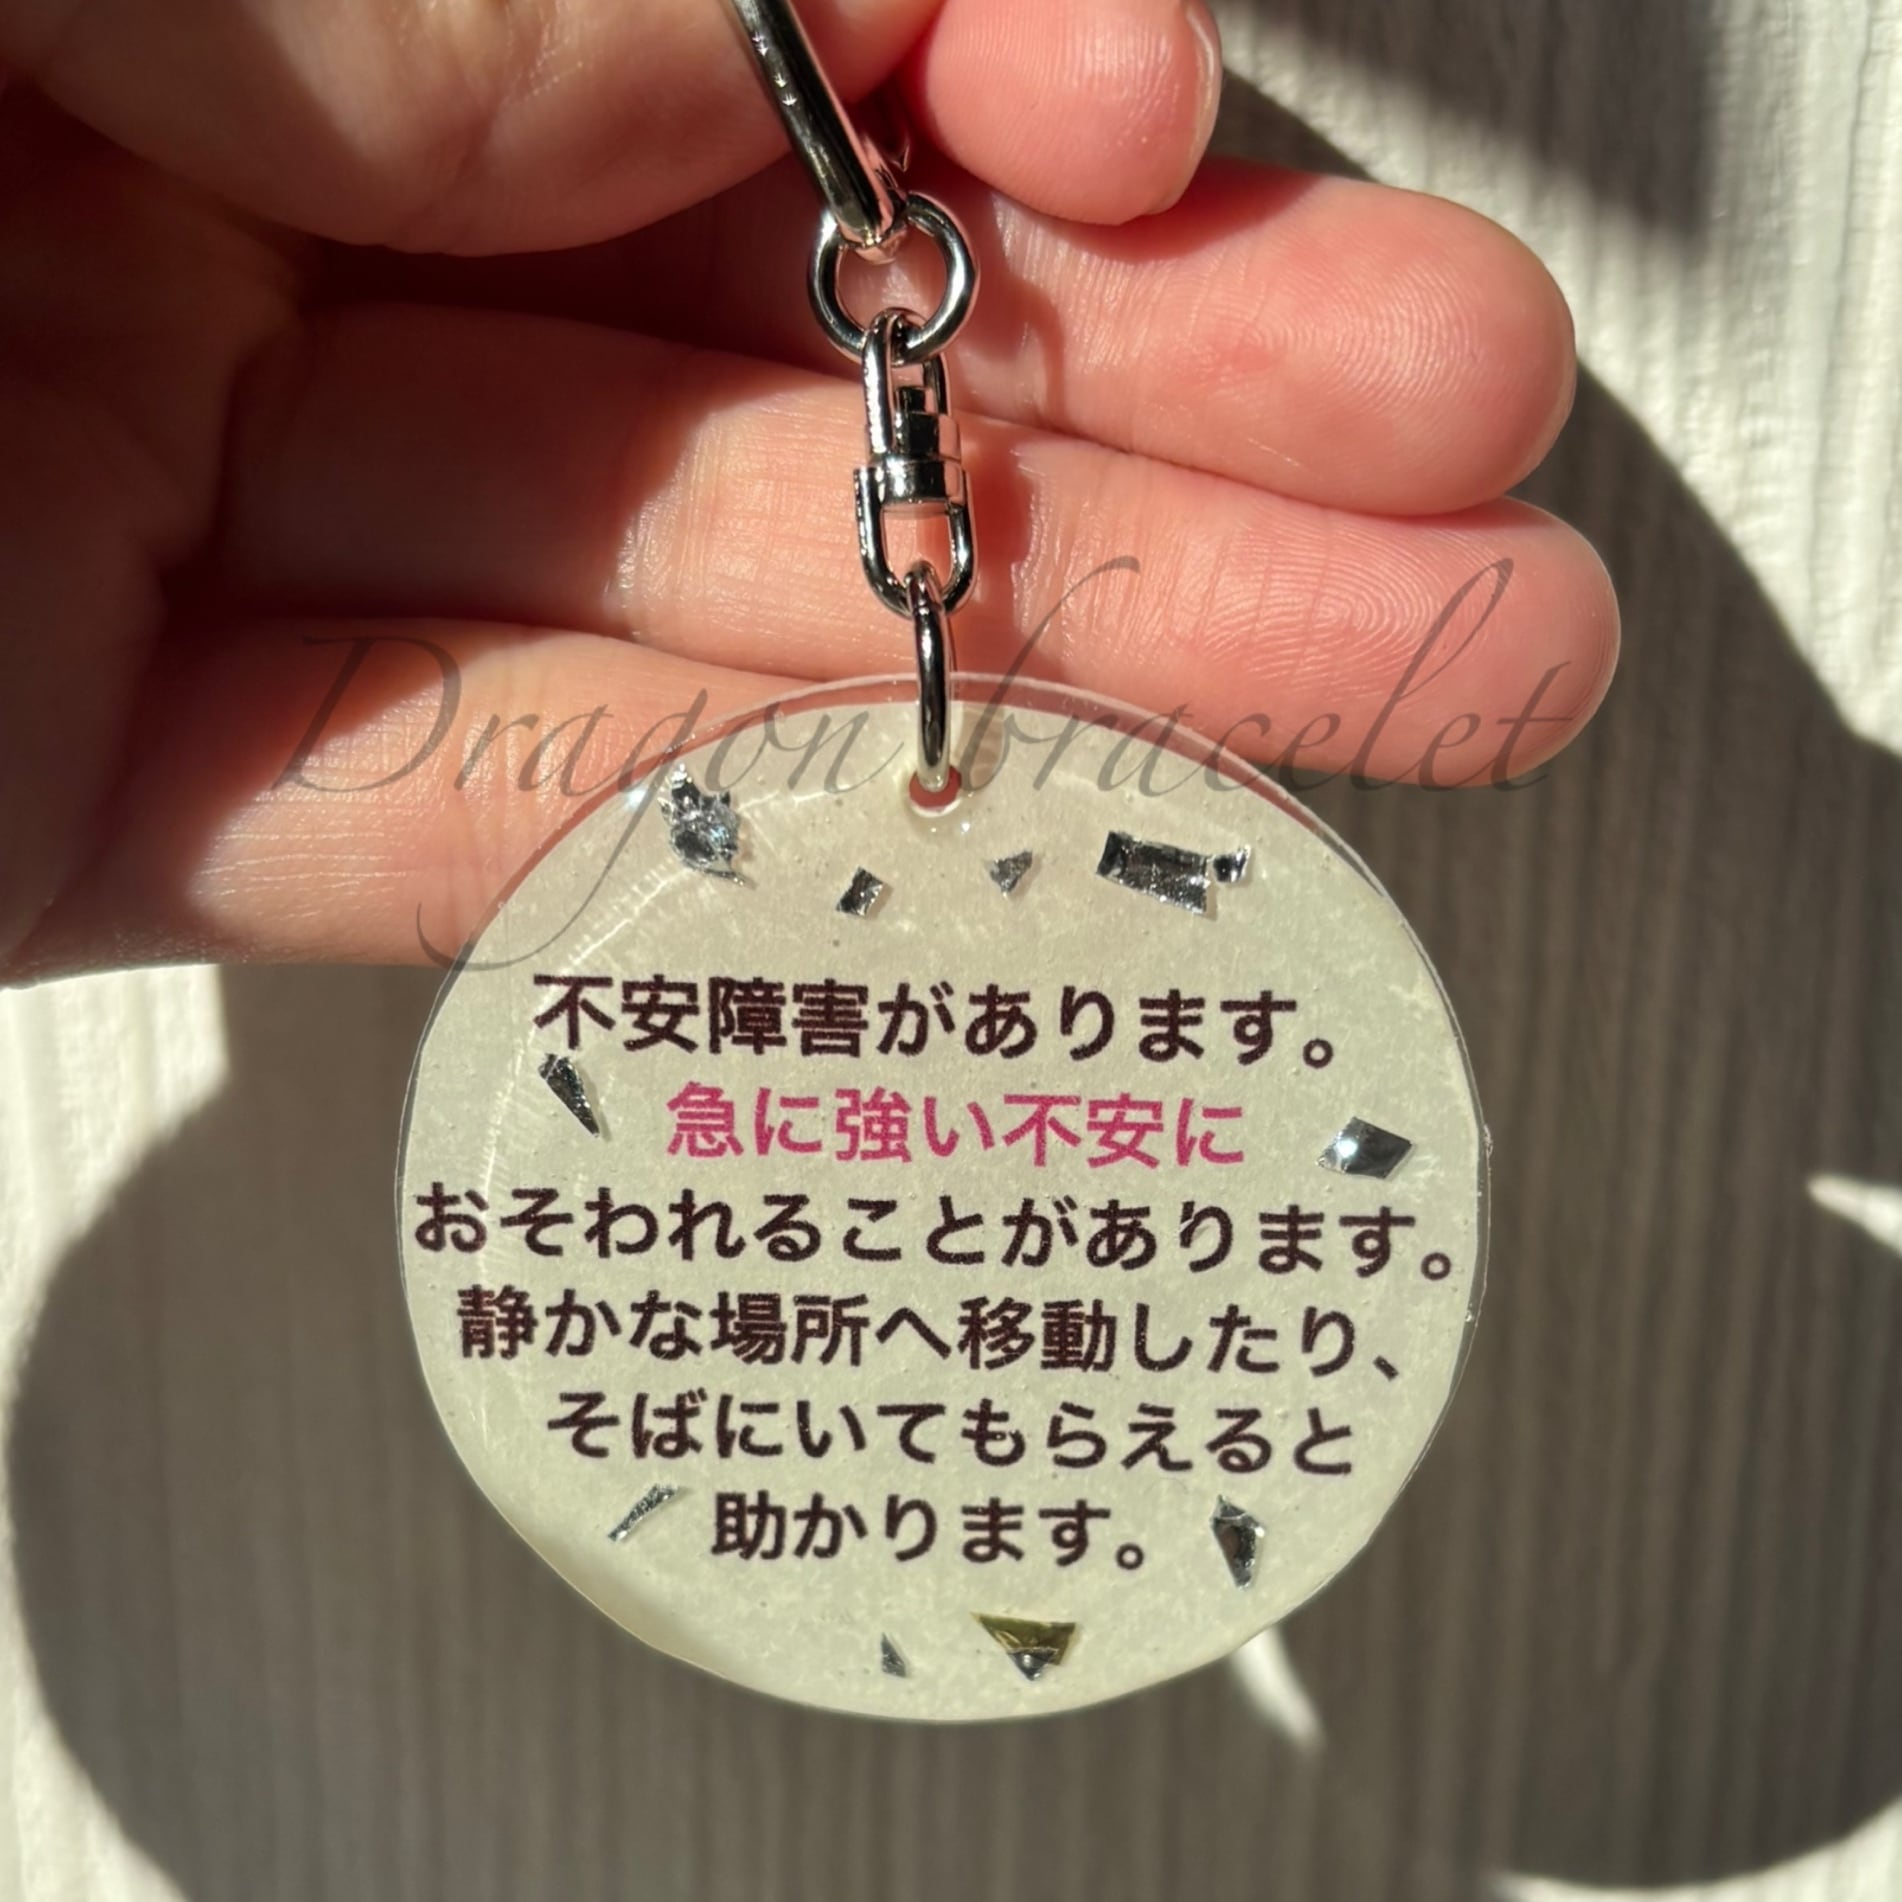 Dragon bracelet
不安障害があります。
急に強い不安に
おそわれることがあります。
静かな場所へ移動したり、
そばにいてもらえると
助かります。